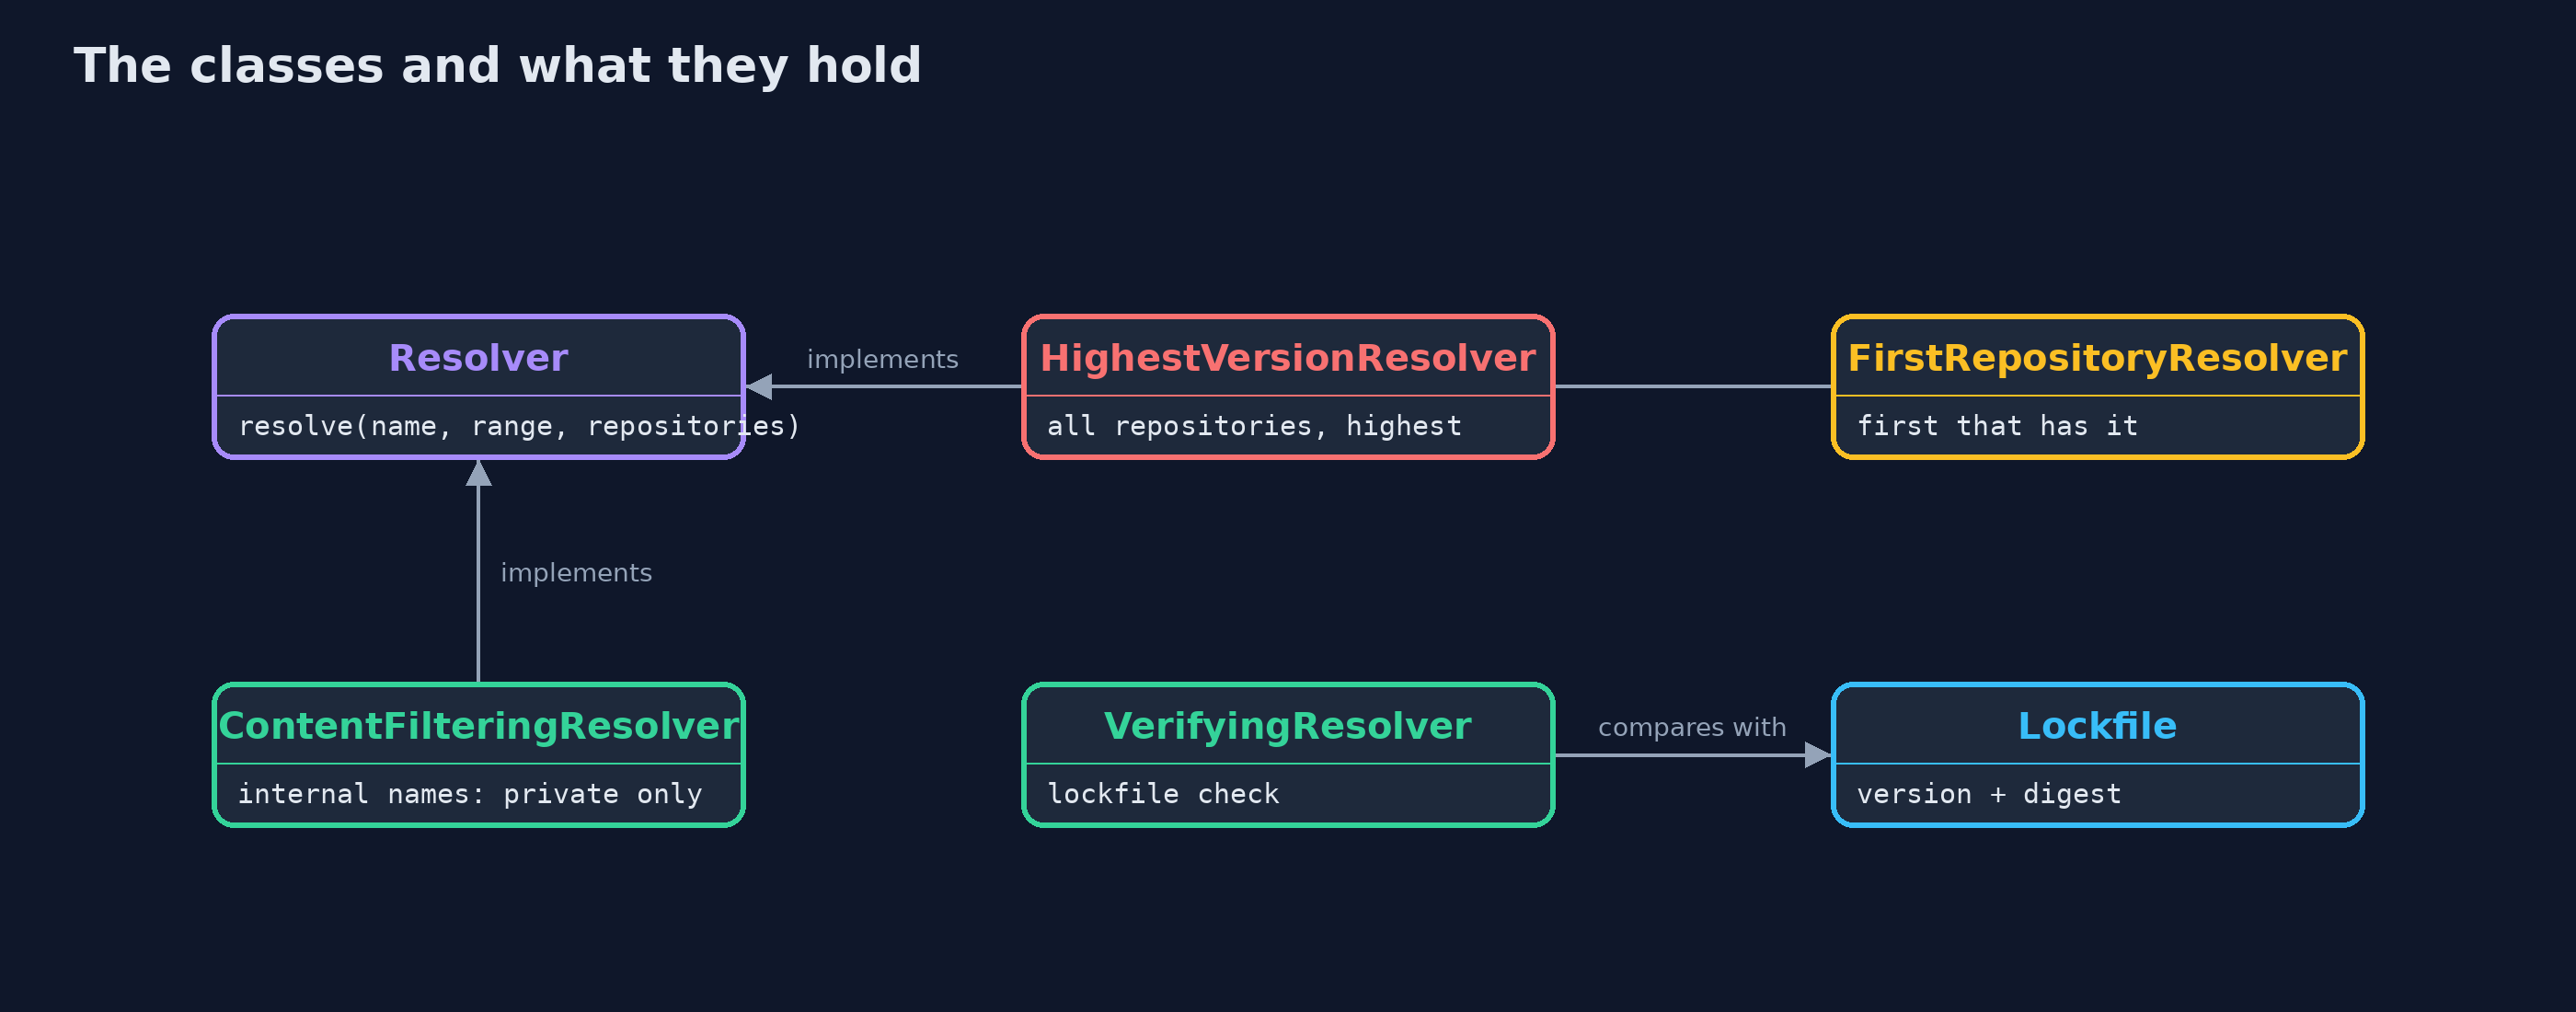 The classes and what they hold
Resolver
resolve(name, range, repositories)
implements
HighestVersionResolver
all repositories, highest
FirstRepositoryResolver
first that has it
implements
ContentFilteringResolver
internal names: private only
VerifyingResolver
lockfile check
compares with
Lockfile
version + digest